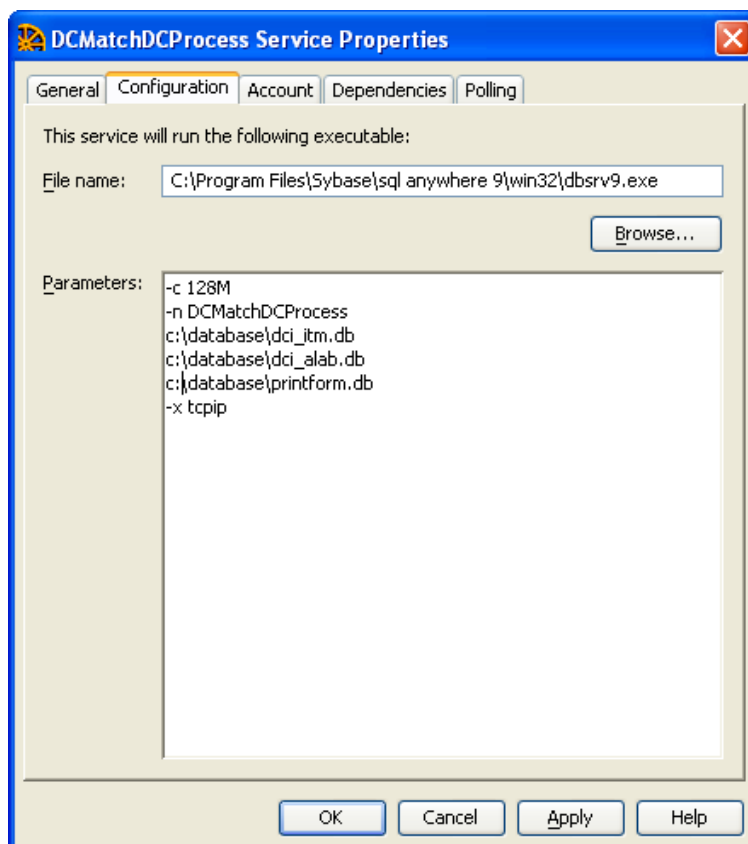 DCMatchDCProcess Service Properties
General Configuration Account Dependencies Polling
This service will run the following executable:
File name: C:\Program Files\Sybase\sql anywhere 9\win32\dbsrv9.exe
Browse...
Parameters: -c 128M
-n DCMatchDCProcess
c:\database\dci_itm.db
c:\database\dci_alab.db
c:\database\printform.db
-x tcpip
OK Cancel Apply Help